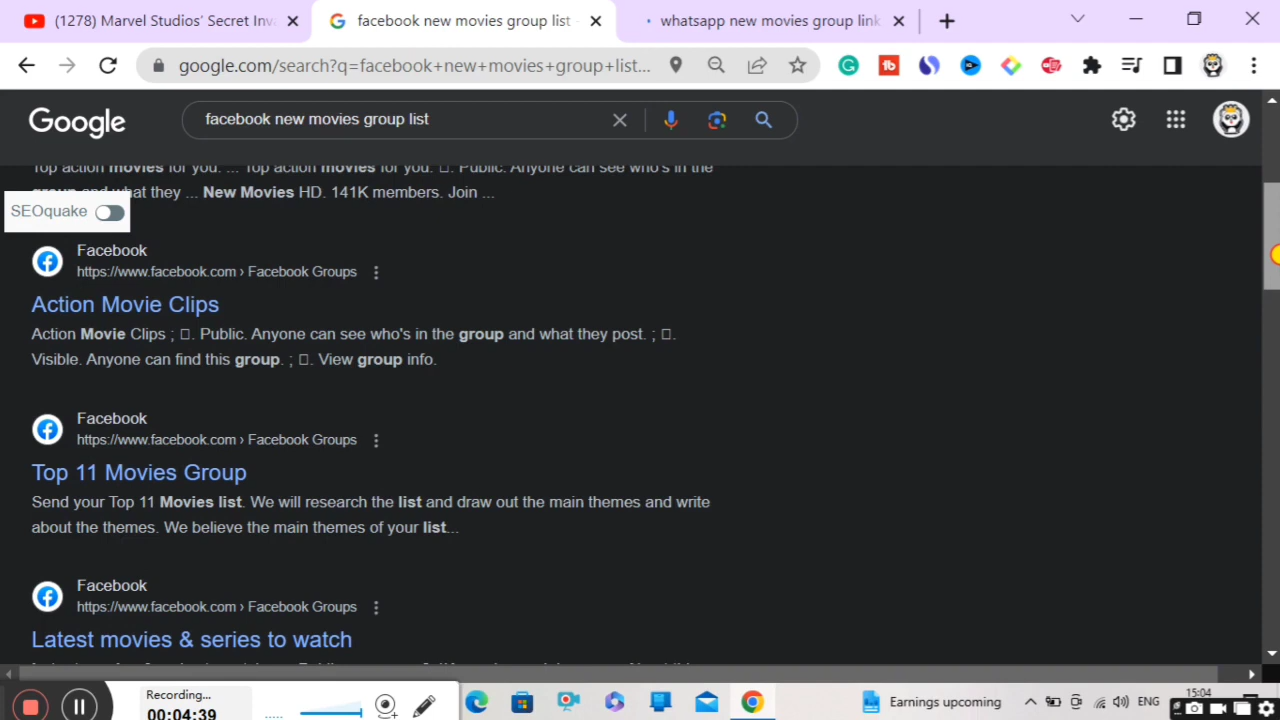 (1278) Marvel Studios' Secret Inv
facebook new movies group list
whatsapp new movies group link
google.com/search?q=facebook+new+movies+group+list...
Google
facebook new movies group list
Top action movies for you. ... Top action movies for you. Public. Anyone can see who's in the
group and what they ... New Movies HD. 141K members. Join ...
SEOquake
Facebook
https://www.facebook.com › Facebook Groups
Action Movie Clips
Action Movie Clips ; Public. Anyone can see who's in the group and what they post. ;
Visible. Anyone can find this group. ; View group info.
Facebook
https://www.facebook.com › Facebook Groups
Top 11 Movies Group
Send your Top 11 Movies list. We will research the list and draw out the main themes and write
about the themes. We believe the main themes of your list...
Facebook
https://www.facebook.com › Facebook Groups
Latest movies & series to watch
Recording...
00:04:39
Earnings upcoming
ENG
15:04